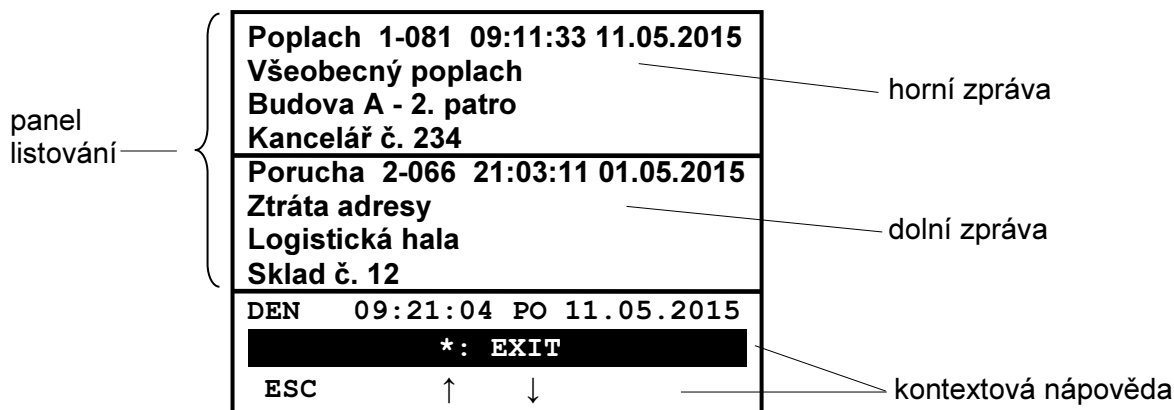 Poplach 1-081 09:11:33 11.05.2015
Všeobecný poplach
Budova A - 2. patro
Kancelář č. 234
horní zpráva
panel
listování
Porucha 2-066 21:03:11 01.05.2015
Ztráta adresy
Logistická hala
Sklad č. 12
dolní zpráva
DEN 09:21:04 PO 11.05.2015
*: EXIT
ESC ↑ ↓
kontextová nápověda